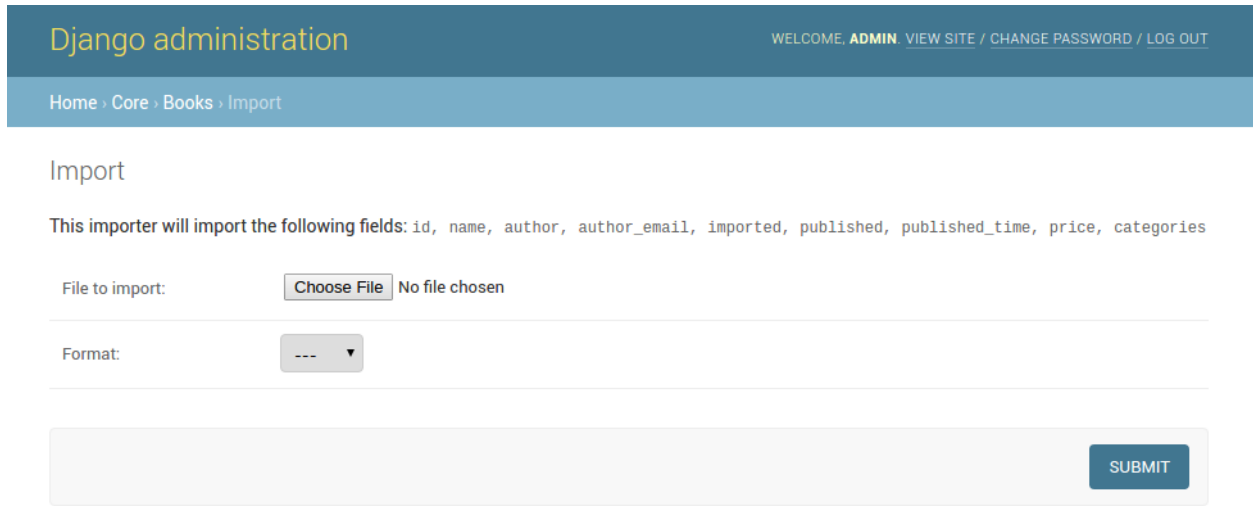 Django administration
WELCOME, ADMIN. VIEW SITE / CHANGE PASSWORD / LOG OUT
Home › Core › Books › Import
Import
This importer will import the following fields: id, name, author, author_email, imported, published, published_time, price, categories
File to import: Choose File No file chosen
Format: ---
SUBMIT